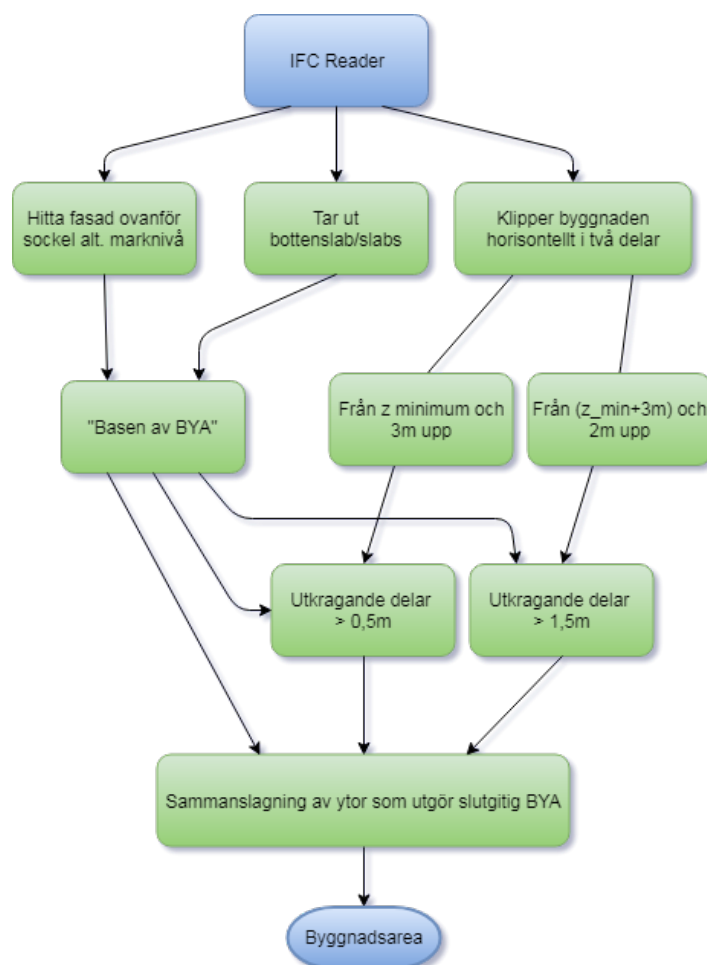 IFC Reader
Hitta fasad ovanför
sockel alt. marknivå
Tar ut
bottenslab/slabs
Klipper byggnaden
horisontellt i två delar
"Basen av BYA"
Från z minimum och
3m upp
Från (z_min+3m) och
2m upp
Utkragande delar
> 0,5m
Utkragande delar
> 1,5m
Sammanslagning av ytor som utgör slutgitig BYA
Byggnadsarea